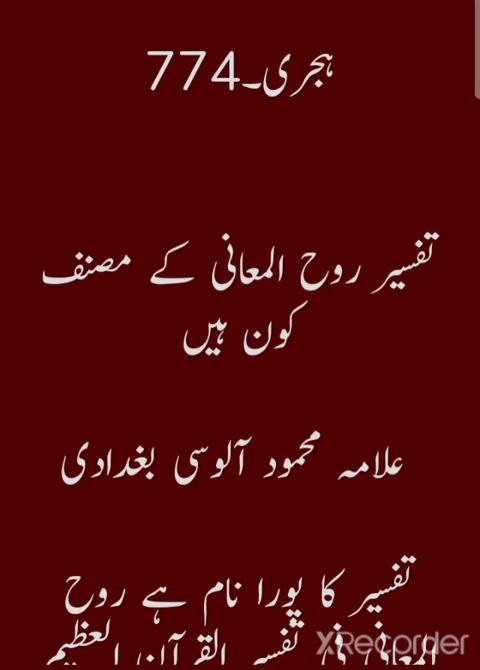 ہجری۔774
تفسیر روح المعانی کے مصنف
کون ہیں
علامہ محمود آلوسی بغدادی
تفسیر کا پورا نام ہے روح
المعانی فی تفسیر القرآن العظیم
XRecorder